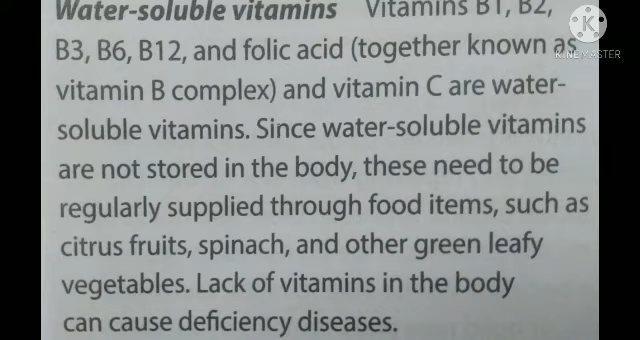 Water-soluble vitamins Vitamins B1, B2,
B3, B6, B12, and folic acid (together known as
vitamin B complex) and vitamin C are water-
soluble vitamins. Since water-soluble vitamins
are not stored in the body, these need to be
regularly supplied through food items, such as
citrus fruits, spinach, and other green leafy
vegetables. Lack of vitamins in the body
can cause deficiency diseases.
KINEMASTER